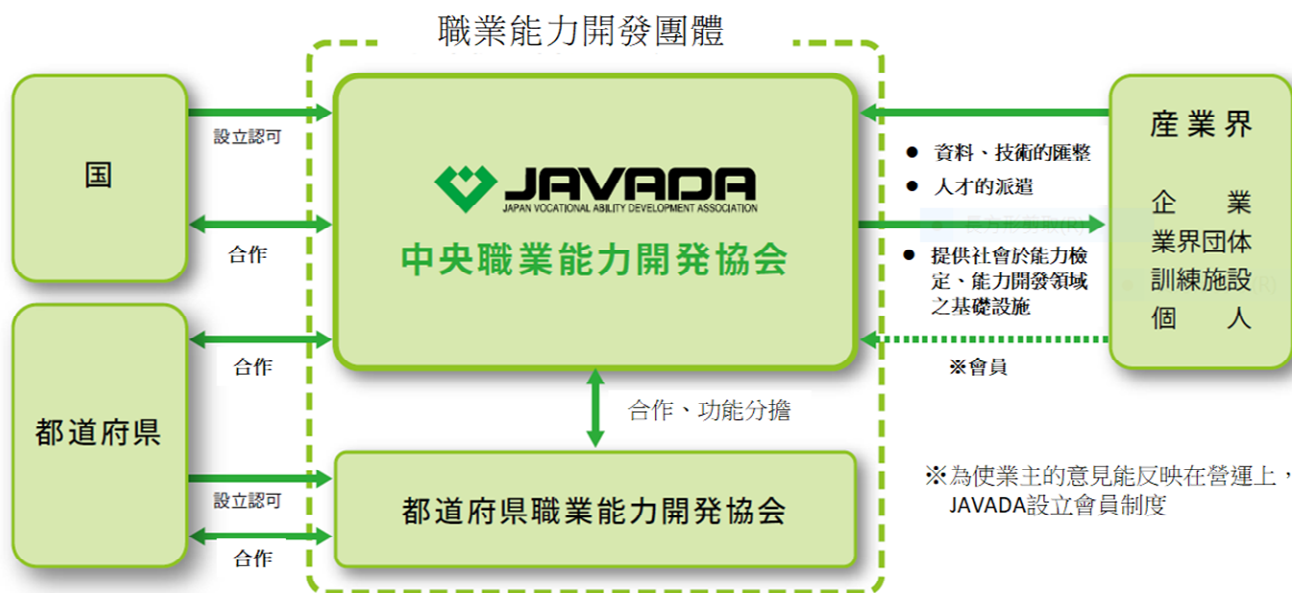 職業能力開發團體
国
設立認可
合作
JAVADA
JAPAN VOCATIONAL ABILITY DEVELOPMENT ASSOCIATION
中央職業能力開発協会
● 資料、技術的匯整
● 人才的派遣
● 長方形剪取(R)
● 提供社會於能力檢
定、能力開發領域
之基礎設施
※會員
産業界
企業
業界団体
訓練施設
個人
都道府県
合作
設立認可
合作
合作、功能分擔
都道府県職業能力開発協会
※為使業主的意見能反映在營運上，
JAVADA設立會員制度